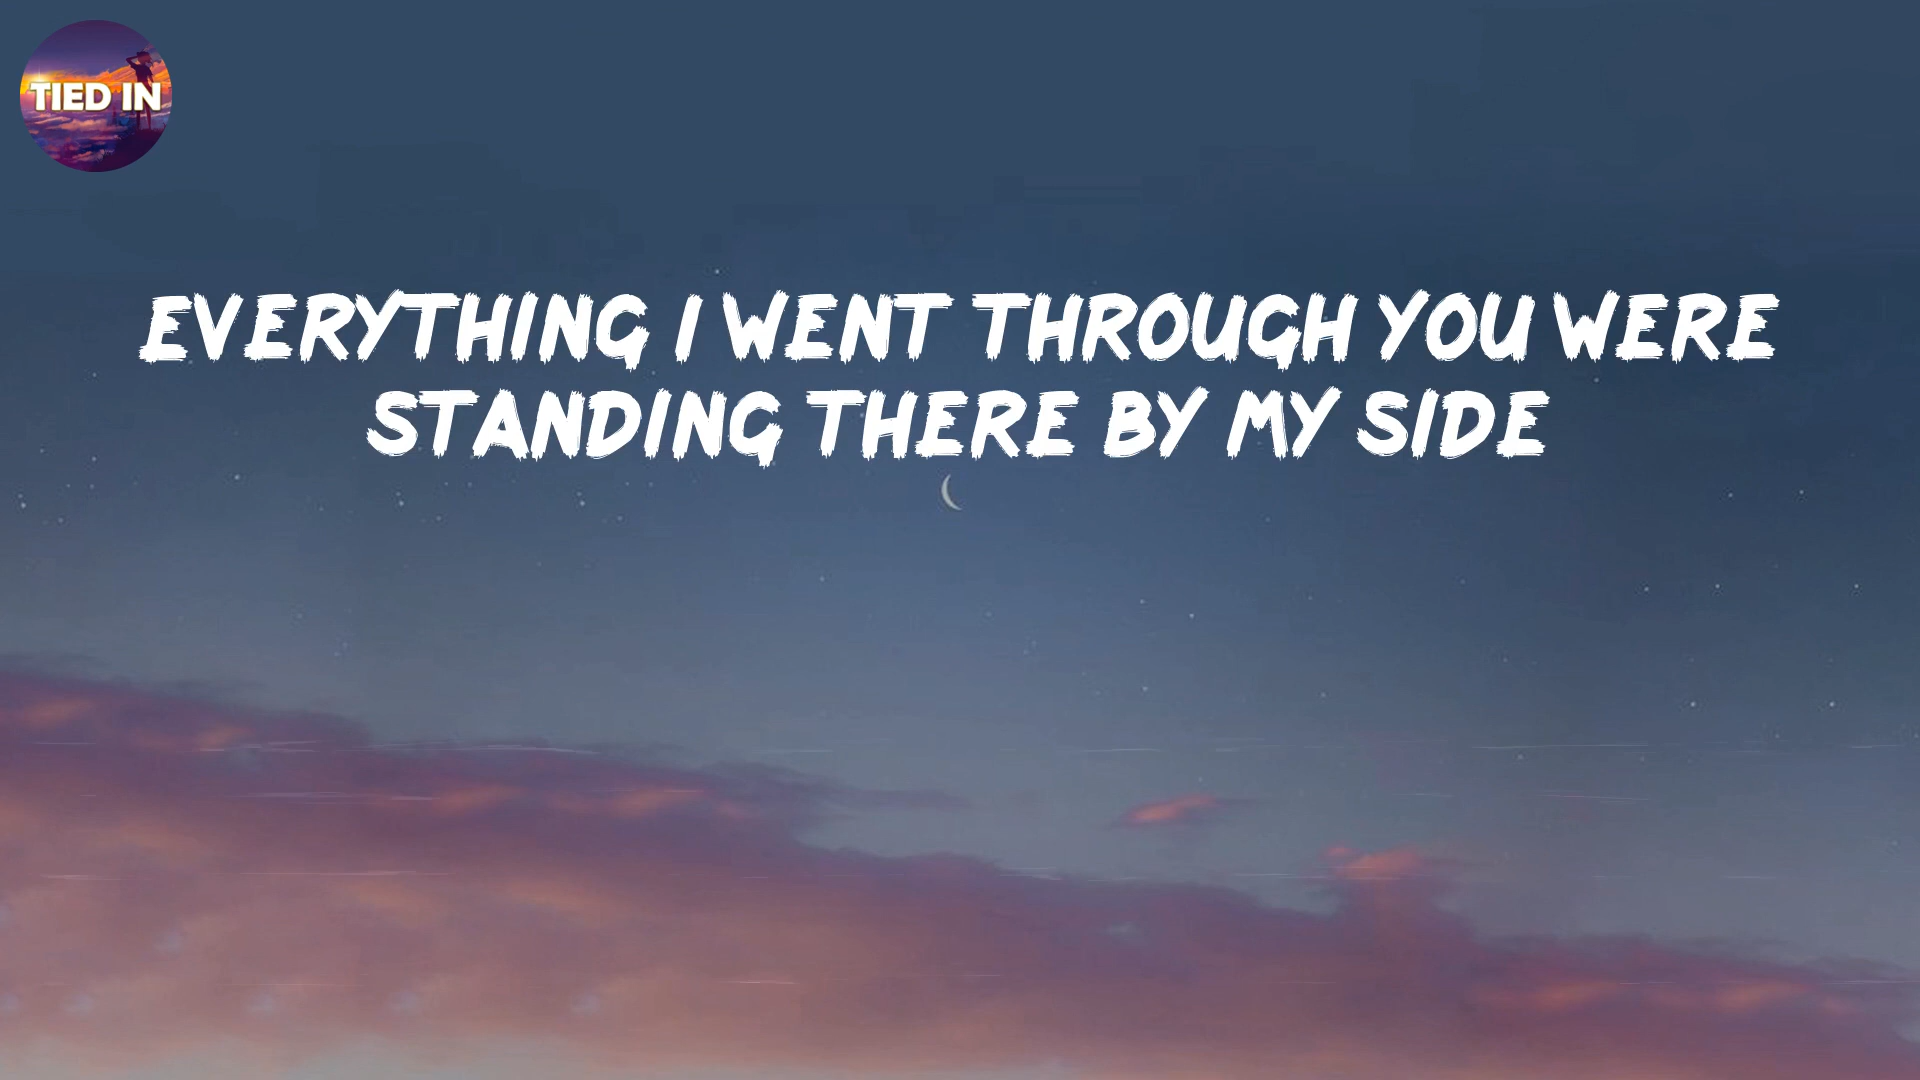 TIED IN
EVERYTHING I WENT THROUGH YOU WERE
STANDING THERE BY MY SIDE